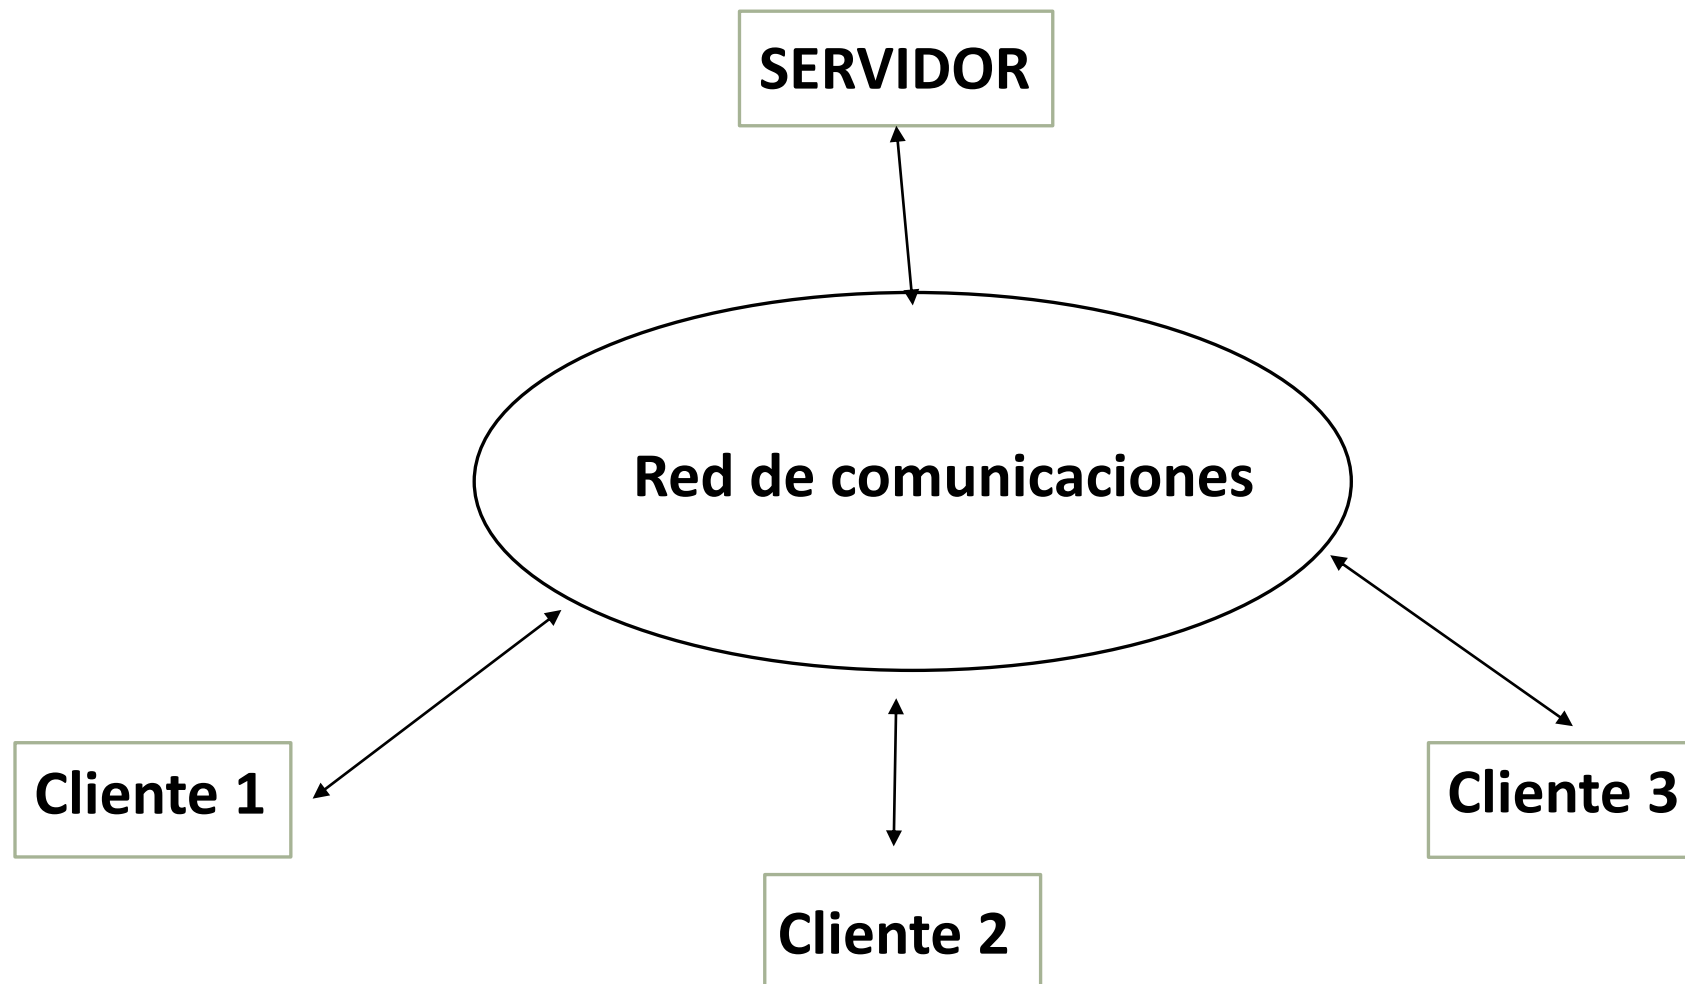 SERVIDOR
Red de comunicaciones
Cliente 1
Cliente 2
Cliente 3